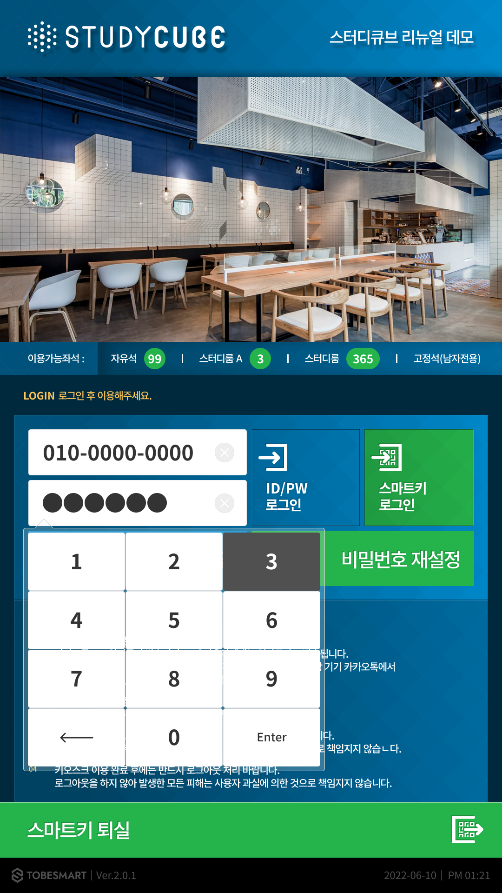 STUDYCUBE
스터디큐브 리뉴얼 데모
이용가능좌석 : 자유석 99 | 스터디룸 A 3 | 스터디룸 365 | 고정석(남자전용)
LOGIN 로그인 후 이용해주세요.
010-0000-0000
ID/PW
로그인
스마트키
로그인
비밀번호 재설정
1 2 3
4 5 6
7 8 9
0 Enter
됩니다.
기기 카카오톡에서
다.
책임지지 않습니다.
키오스크 이용 완료 후에는 반드시 로그아웃 처리 바랍니다.
로그아웃을 하지 않아 발생한 모든 피해는 사용자 과실에 의한 것으로 책임지지 않습니다.
스마트키 퇴실
TOBESMART | Ver.2.0.1
2022-06-10 | PM 01:21